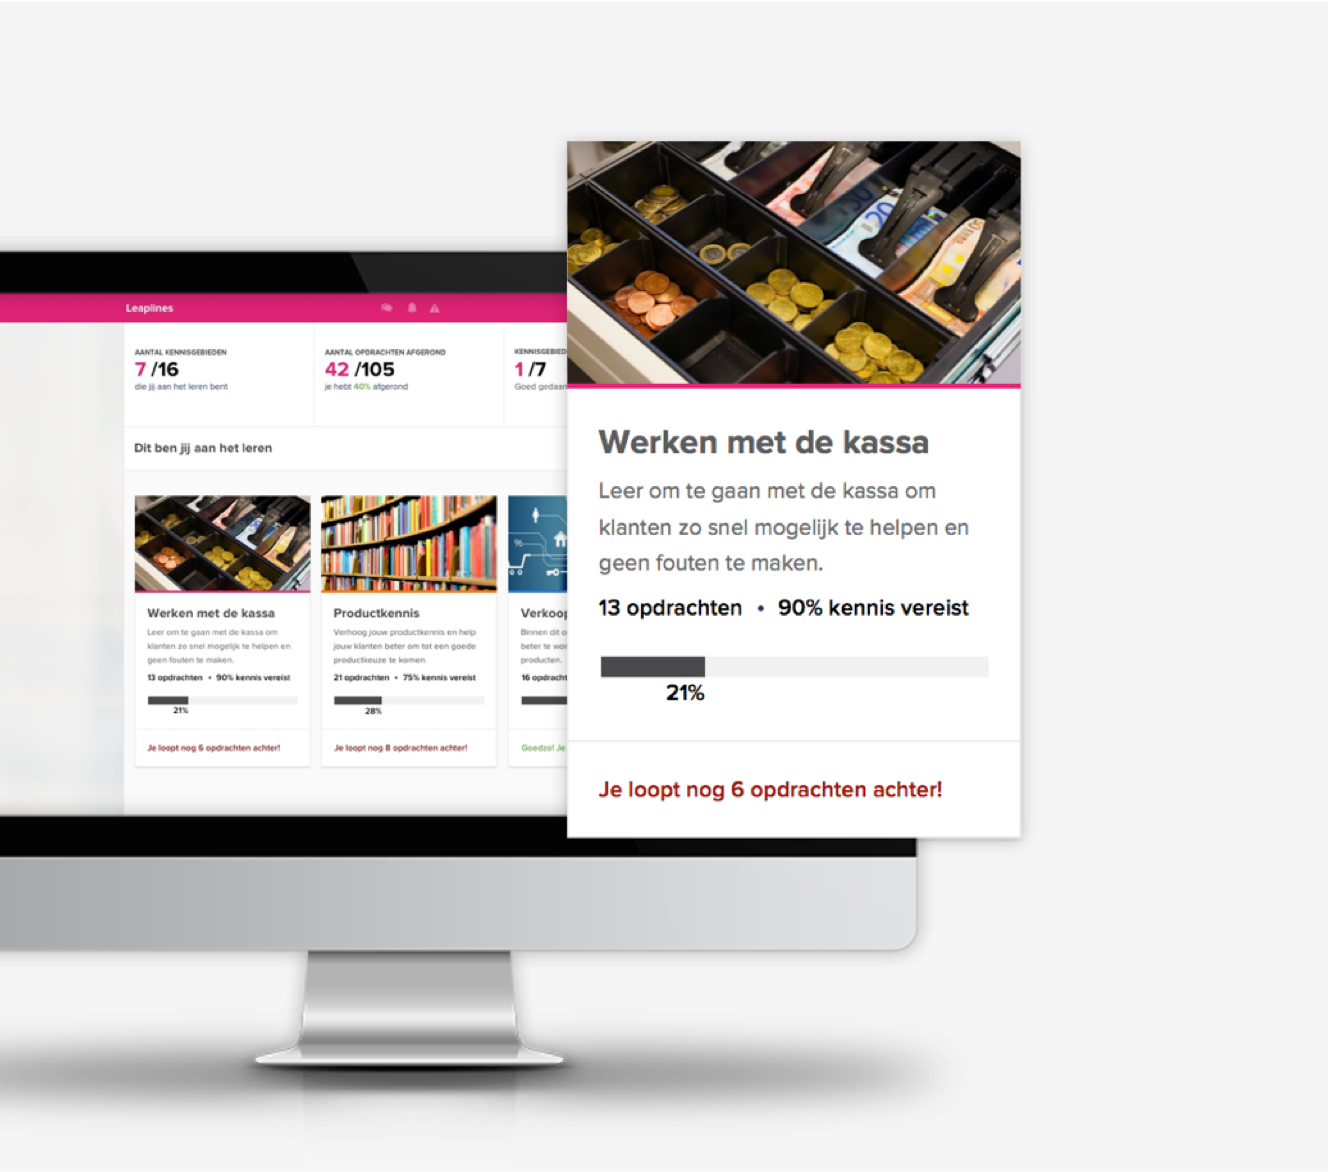 Leaplines
AANTAL KENNISGEBIEDEN
7 /16
die jij aan het leren bent
AANTAL OPDRACHTEN AFGEROND
42 /105
je hebt 40% afgerond
KENNISGEBIED
1 /7
Goed gedaan
Dit ben jij aan het leren
Werken met de kassa
Leer om te gaan met de kassa om
klanten zo snel mogelijk te helpen en
geen fouten te maken.
13 opdrachten • 90% kennis vereist
21%
Je loopt nog 6 opdrachten achter!
Productkennis
Verhoog jouw productkennis en help
jouw klanten beter om tot een goede
productkeuze te komen.
21 opdrachten • 75% kennis vereist
28%
Je loopt nog 8 opdrachten achter!
%
Verkoop
Binnen dit o
beter te wor
producten.
16 opdracht
Goedzo! Je
20
Werken met de kassa
Leer om te gaan met de kassa om
klanten zo snel mogelijk te helpen en
geen fouten te maken.
13 opdrachten • 90% kennis vereist
21%
Je loopt nog 6 opdrachten achter!